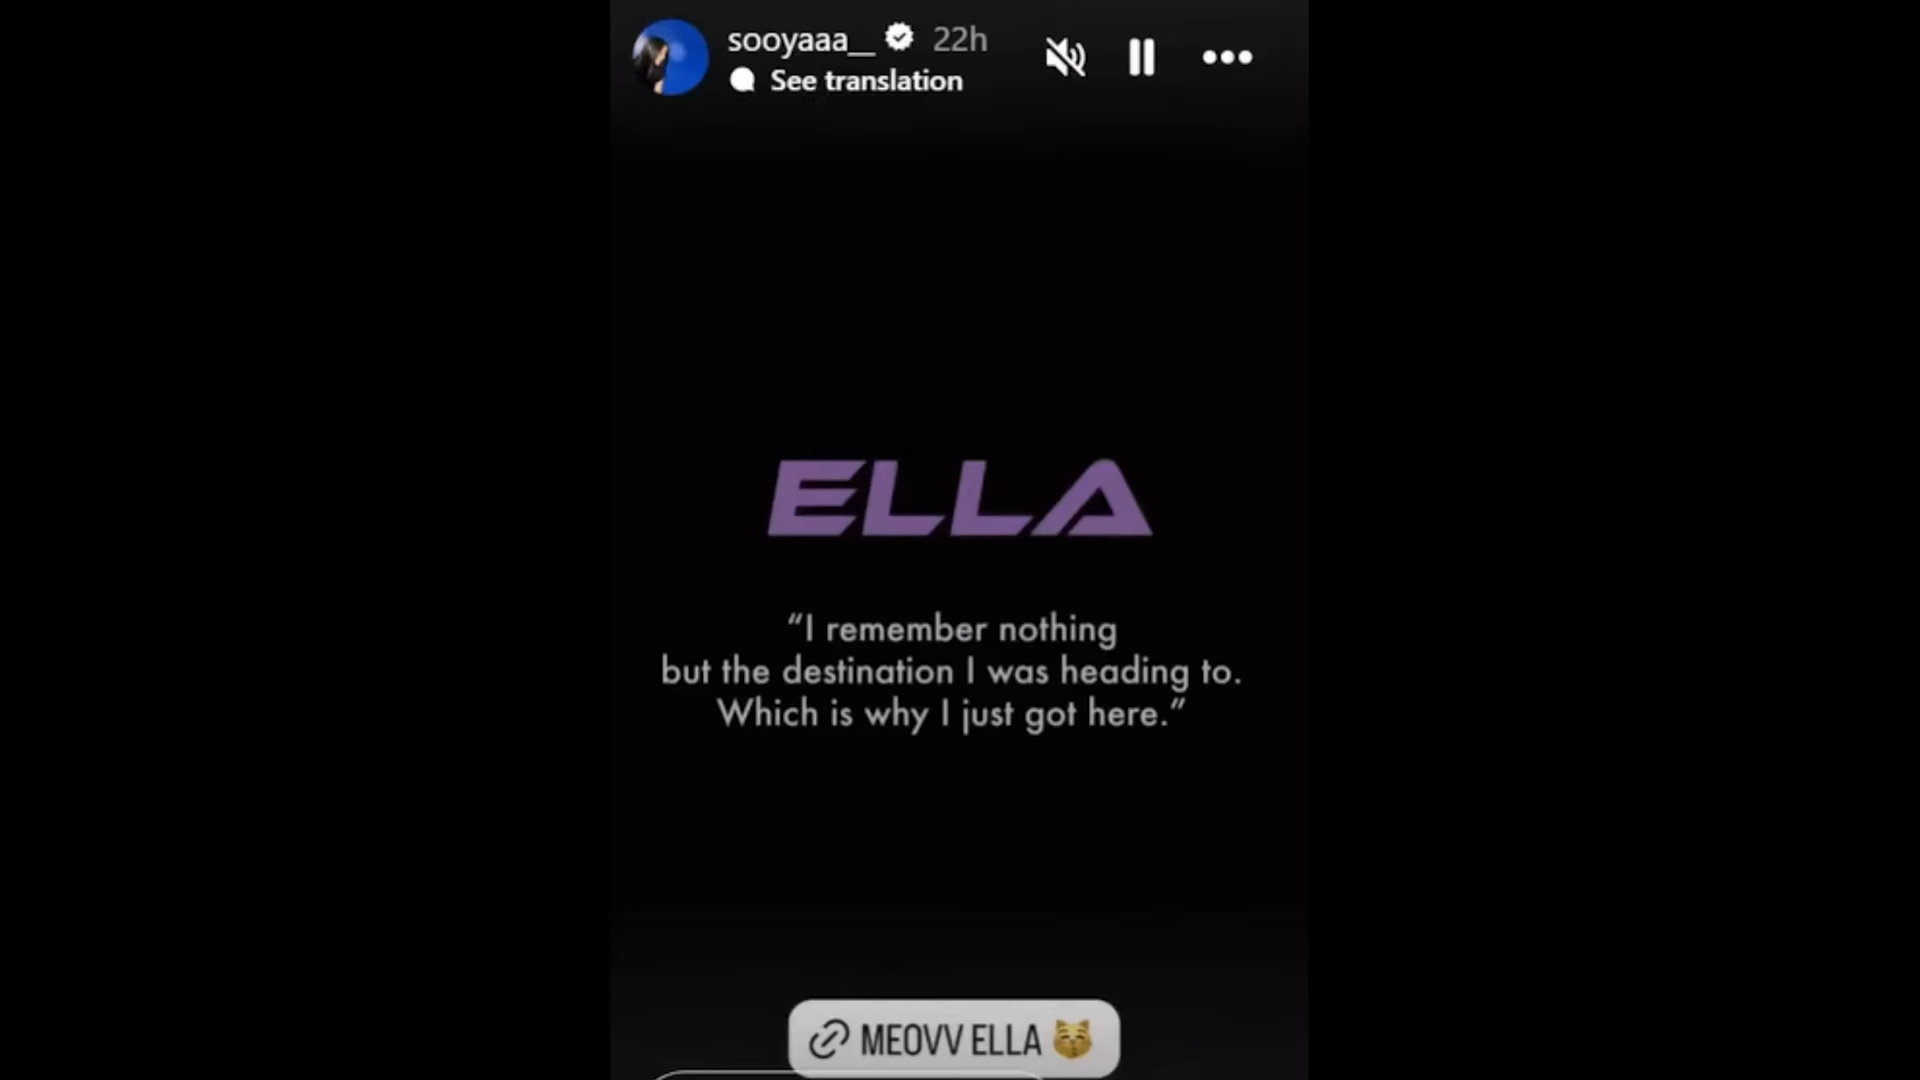 sooyaaa__ 22h
See translation
ELLA
“I remember nothing
but the destination I was heading to.
Which is why I just got here.”
MEOVV ELLA 😽